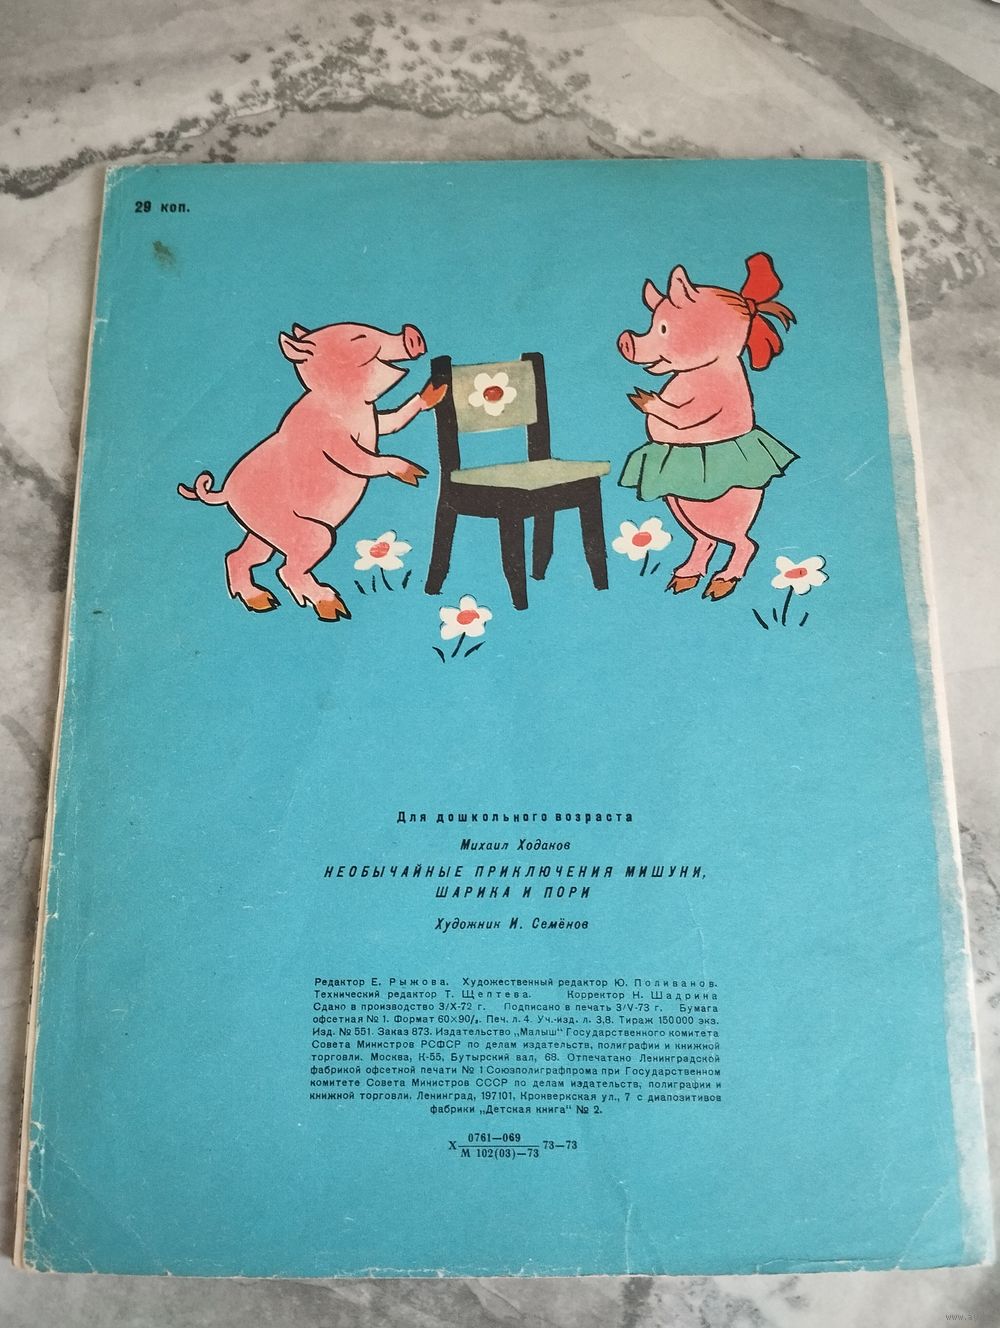 29 коп.
Для дошкольного возраста
Михаил Ходаков
НЕОБЫЧАЙНЫЕ ПРИКЛЮЧЕНИЯ МИШУНИ,
ШАРИКА И ПОРИ
Художник И. Семёнов
Редактор Е. Рыжова. Художественный редактор Ю. Поливанов.
Технический редактор Т. Щептева. Корректор Н. Шадрина
Сдано в производство 3/X-72 г. Подписано в печать 3/V-73 г. Бумага
офсетная № 1. Формат 60×90/₈. Печ. л. 4. Уч.-изд. л. 3,8. Тираж 150 000 экз.
Изд. № 551. Заказ 873. Издательство „Малыш“ Государственного комитета
Совета Министров РСФСР по делам издательств, полиграфии и книжной
торговли. Москва, К-55, Бутырский вал, 68. Отпечатано Ленинградской
фабрикой офсетной печати № 1 Союзполиграфпрома при Государственном
комитете Совета Министров СССР по делам издательств, полиграфии и
книжной торговли. Ленинград, 197101, Кронверкская ул., 7 с диапозитивов
фабрики „Детская книга“ № 2.
Х 0761—069 73—73
М 102(03)—73